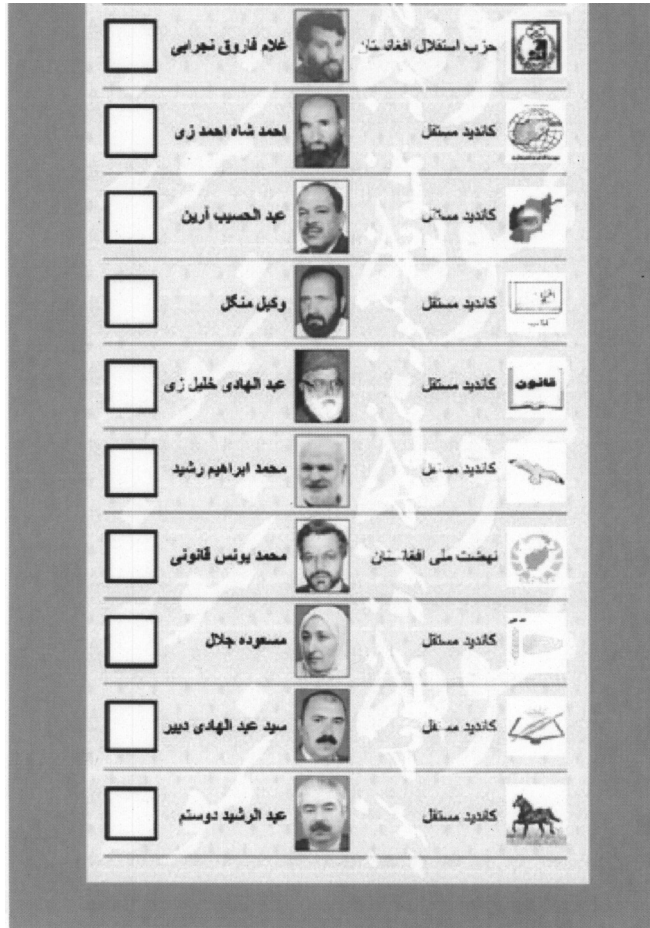 حزب استقلال افغانستان غلام فاروق نجرابی
کاندید مستقل احمد شاه احمد زی
کاندید مستقل عبد الحسیب آرین
کاندید مستقل وکیل منگل
قانون کاندید مستقل عبد الهادی خلیل زی
کاندید مستقل محمد ابراهیم رشید
نهضت ملی افغانستان محمد یونس قانونی
کاندید مستقل مسعوده جلال
کاندید مستقل سید عبد الهادی دبیر
کاندید مستقل عبد الرشید دوستم